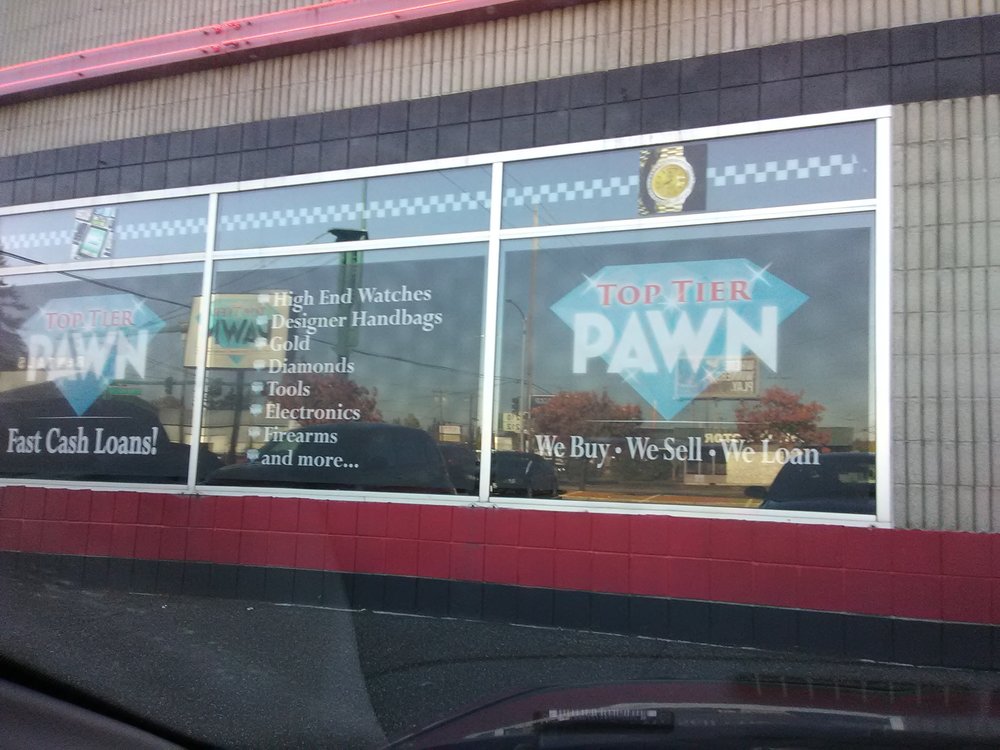 TOP TIER
PAWN
Fast Cash Loans!
High End Watches
Designer Handbags
Gold
Diamonds
Tools
Electronics
Firearms
and more...
TOP TIER
PAWN
We Buy · We Sell · We Loan